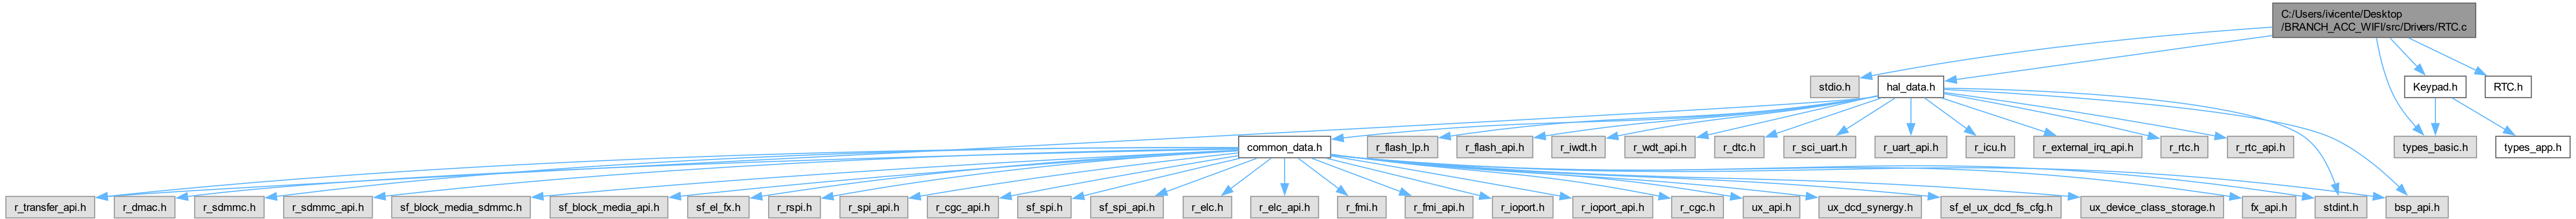 C:/Users/ivicente/Desktop
/BRANCH_ACC_WIFI/src/Drivers/RTC.c
stdio.h
hal_data.h
Keypad.h
RTC.h
common_data.h
r_flash_lp.h
r_flash_api.h
r_iwdt.h
r_wdt_api.h
r_dtc.h
r_sci_uart.h
r_uart_api.h
r_icu.h
r_external_irq_api.h
r_rtc.h
r_rtc_api.h
types_basic.h
types_app.h
r_transfer_api.h
r_dmac.h
r_sdmmc.h
r_sdmmc_api.h
sf_block_media_sdmmc.h
sf_block_media_api.h
sf_el_fx.h
r_rspi.h
r_spi_api.h
r_cgc_api.h
sf_spi.h
sf_spi_api.h
r_elc.h
r_elc_api.h
r_fmi.h
r_fmi_api.h
r_ioport.h
r_ioport_api.h
r_cgc.h
ux_api.h
ux_dcd_synergy.h
sf_el_ux_dcd_fs_cfg.h
ux_device_class_storage.h
fx_api.h
stdint.h
bsp_api.h